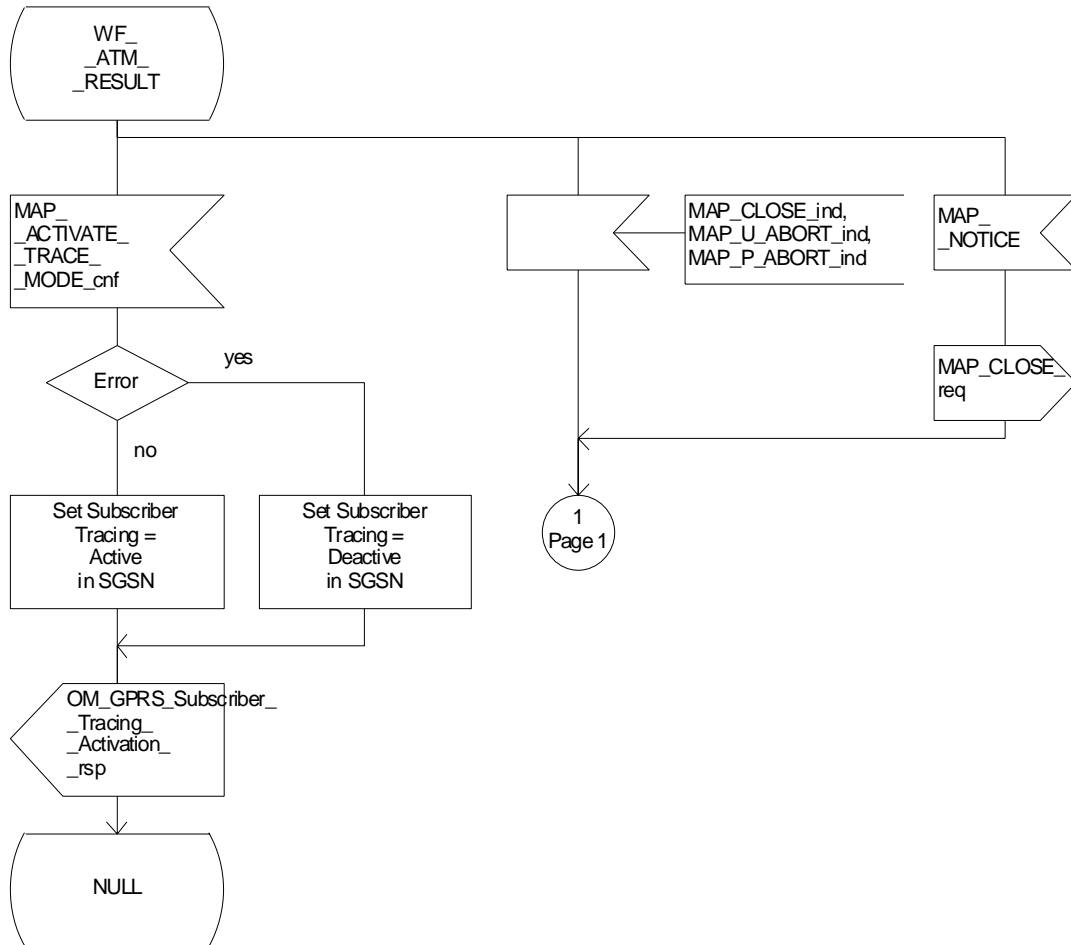 WF_
_ATM_
_RESULT
MAP_
_ACTIVATE_
_TRACE_
_MODE_cnf
MAP_CLOSE_ind,
MAP_U_ABORT_ind,
MAP_P_ABORT_ind
MAP_
_NOTICE
Error
yes
no
MAP_CLOSE_
req
Set Subscriber
Tracing =
Active
in SGSN
Set Subscriber
Tracing =
Deactive
in SGSN
1
Page 1
OM_GPRS_Subscriber_
_Tracing_
_Activation_
_rsp
NULL